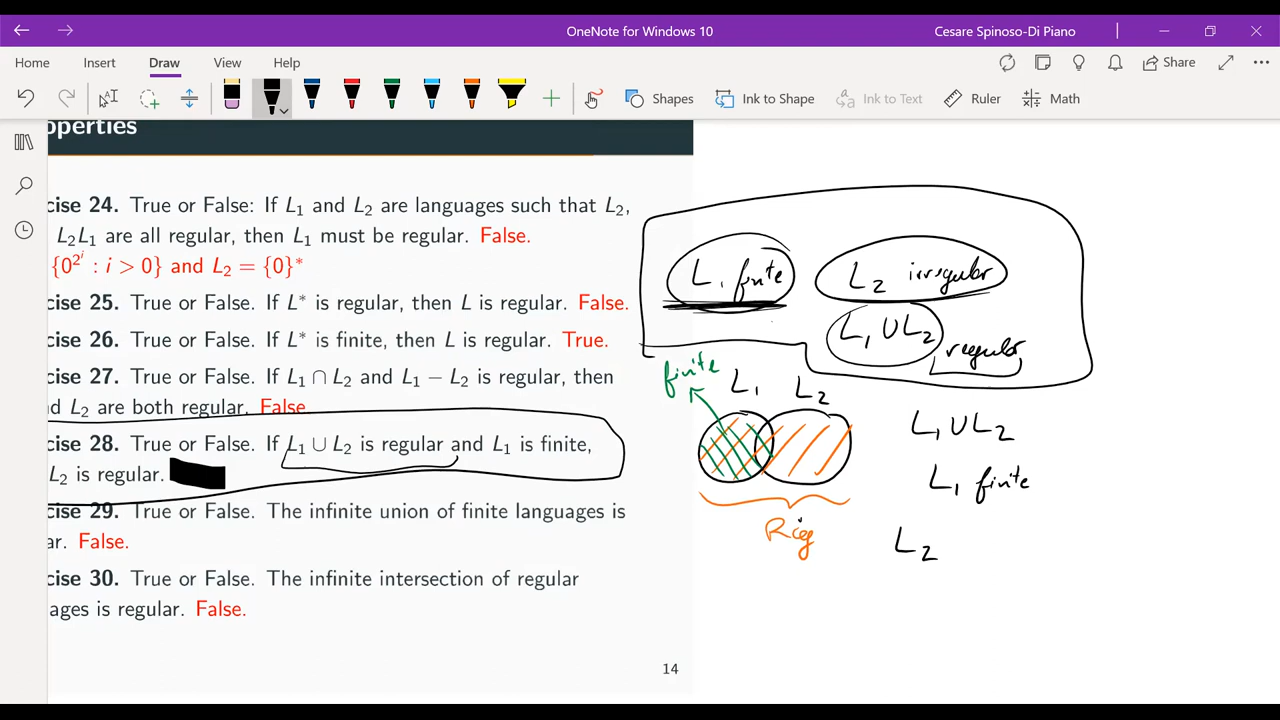 OneNote for Windows 10
Cesare Spinoso-Di Piano
Home Insert Draw View Help
Share
Shapes
Ink to Shape
Ink to Text
Ruler
Math
operties
cise 24. True or False: If L₁ and L₂ are languages such that L₂,
L₂L₁ are all regular, then L₁ must be regular. False.
{0^{2^i} : i > 0} and L₂ = {0}*
cise 25. True or False. If L* is regular, then L is regular. False.
cise 26. True or False. If L* is finite, then L is regular. True.
cise 27. True or False. If L₁ ∩ L₂ and L₁ − L₂ is regular, then
d L₂ are both regular. False.
cise 28. True or False. If L₁ ∪ L₂ is regular and L₁ is finite,
L₂ is regular.
cise 29. True or False. The infinite union of finite languages is
ar. False.
cise 30. True or False. The infinite intersection of regular
ages is regular. False.
14
L₁ finite
L₂ irregular
L₁ ∪ L₂
regular
finite
L₁ L₂
Reg
L₁ ∪ L₂
L₁ finite
L₂